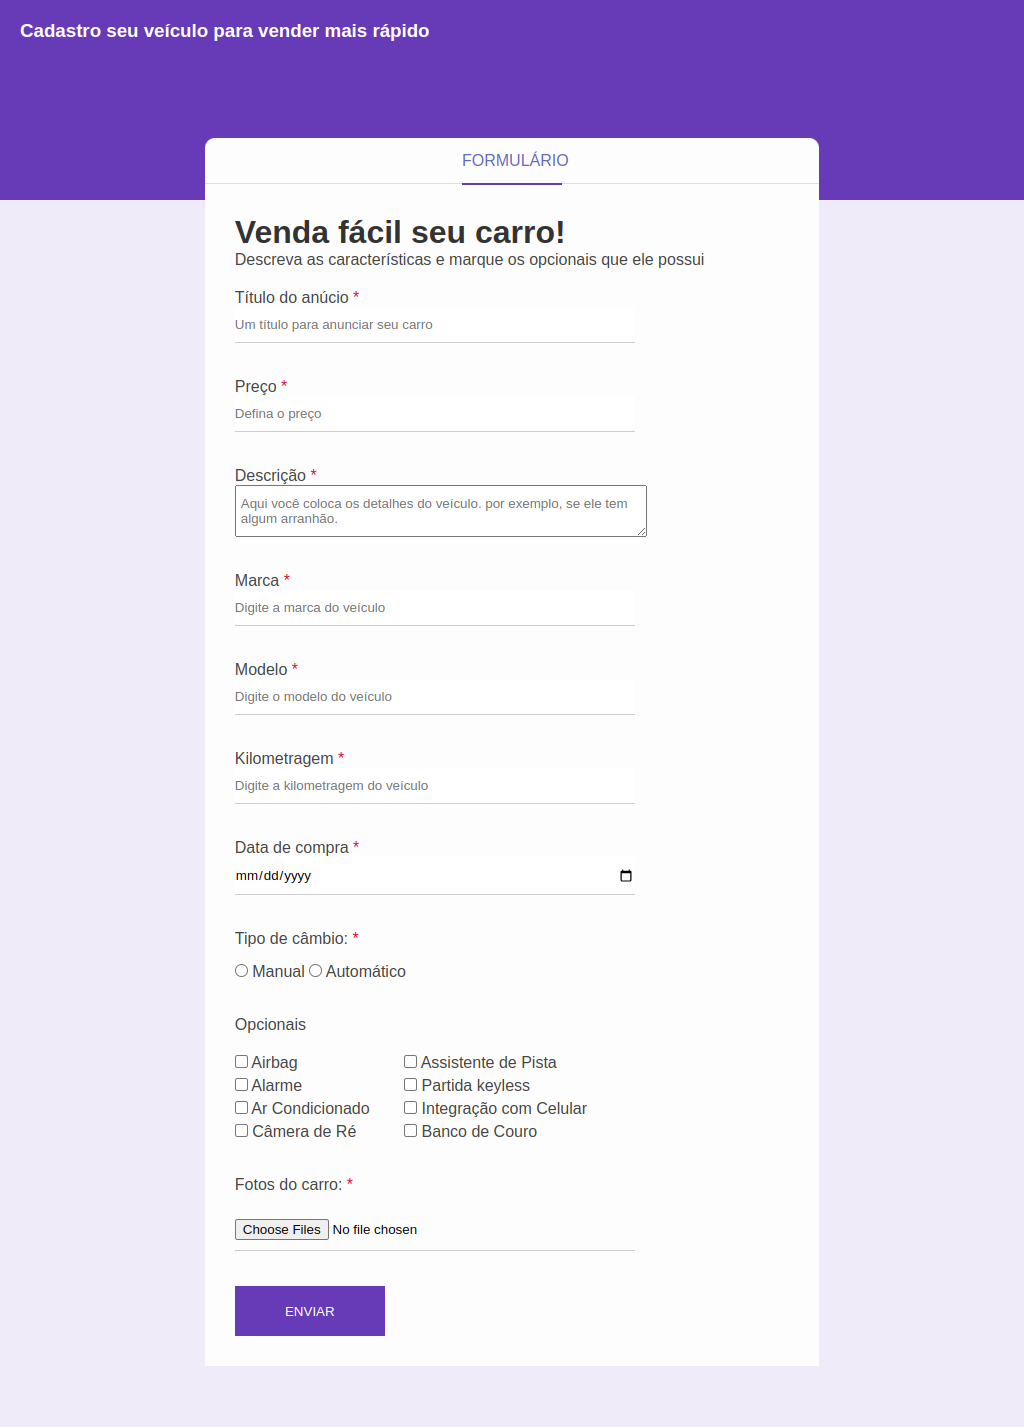 Cadastro seu veículo para vender mais rápido
FORMULÁRIO
Venda fácil seu carro!
Descreva as características e marque os opcionais que ele possui
Título do anúcio *
Um título para anunciar seu carro
Preço *
Defina o preço
Descrição *
Aqui você coloca os detalhes do veículo. por exemplo, se ele tem
algum arranhão.
Marca *
Digite a marca do veículo
Modelo *
Digite o modelo do veículo
Kilometragem *
Digite a kilometragem do veículo
Data de compra *
mm/dd/yyyy
Tipo de câmbio: *
Manual Automático
Opcionais
Airbag Assistente de Pista
Alarme Partida keyless
Ar Condicionado Integração com Celular
Câmera de Ré Banco de Couro
Fotos do carro: *
Choose Files No file chosen
ENVIAR